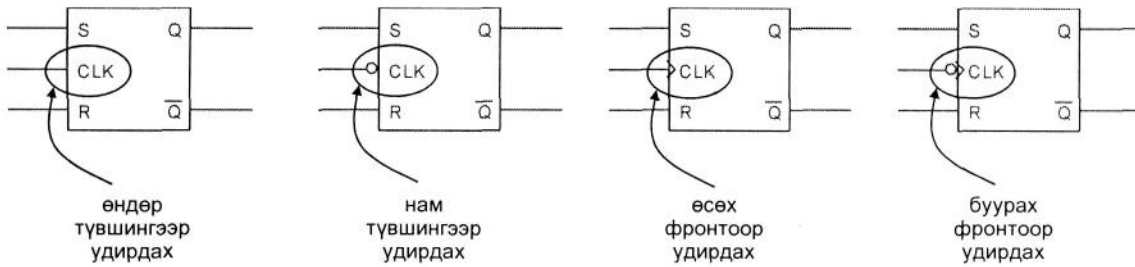 S Q
CLK
R Q̅
өндөр
түвшингээр
удирдах
S Q
CLK
R Q̅
нам
түвшингээр
удирдах
S Q
CLK
R Q̅
өсөх
фронтоор
удирдах
S Q
CLK
R Q̅
буурах
фронтоор
удирдах